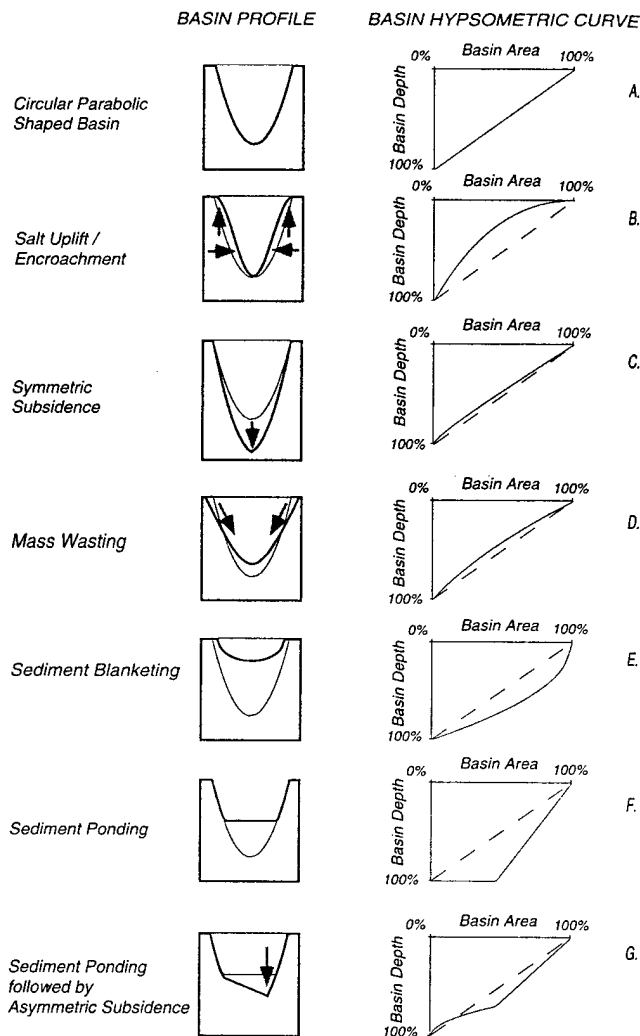 BASIN PROFILE
BASIN HYPSOMETRIC CURVE
Circular Parabolic
Shaped Basin
0%
Basin Area
100%
Basin Depth
100%
A.
Salt Uplift /
Encroachment
0%
Basin Area
100%
Basin Depth
100%
B.
Symmetric
Subsidence
0%
Basin Area
100%
Basin Depth
100%
C.
Mass Wasting
0%
Basin Area
100%
Basin Depth
100%
D.
Sediment Blanketing
0%
Basin Area
100%
Basin Depth
100%
E.
Sediment Ponding
0%
Basin Area
100%
Basin Depth
100%
F.
Sediment Ponding
followed by
Asymmetric Subsidence
0%
Basin Area
100%
Basin Depth
100%
G.